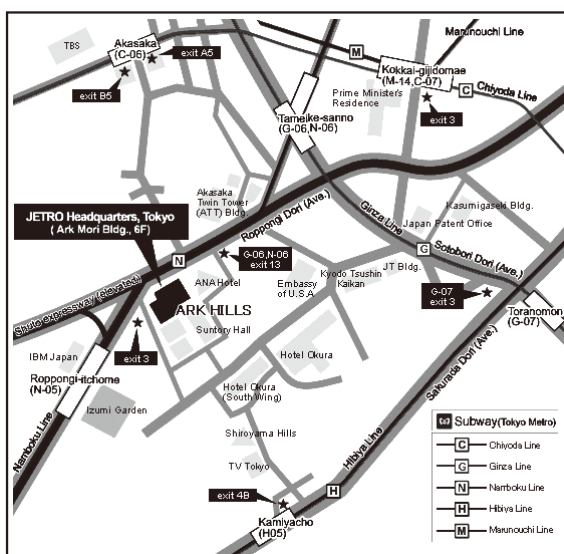 Marunouchi Line
TBS
Akasaka
(C-06)
exit A5
M
Kokkai-gijidomae
(M-14,C-07)
C
Chiyoda Line
exit B5
Prime Minister's
Residence
exit 3
Tameike-sanno
(G-06,N-06)
Akasaka
Twin Tower
(ATT) Bldg.
Roppongi Dori (Ave.)
Ginza Line
Kasumigaseki Bldg.
Japan Patent Office
JETRO Headquarters, Tokyo
( Ark Mori Bldg., 6F)
Sotobori Dori (Ave.)
G
N
G-06,N-06
exit 13
Kyodo Tsushin
Kaikan
JT Bldg.
ANA Hotel
Embassy
of U.S.A
G-07
exit 3
Shuto expressway (elevated)
ARK HILLS
Toranomon
(G-07)
exit 3
Suntory Hall
Sakurada Dori (Ave.)
IBM Japan
Roppongi-itchome
(N-05)
Hotel Okura
Izumi Garden
Hotel Okura
(South Wing)
Namboku Line
Shiroyama Hills
Hibiya Line
TV Tokyo
exit 4B
H
Kamiyacho
(H05)
Subway(Tokyo Metro)
C Chiyoda Line
G Ginza Line
N Namboku Line
H Hibiya Line
M Marunouchi Line